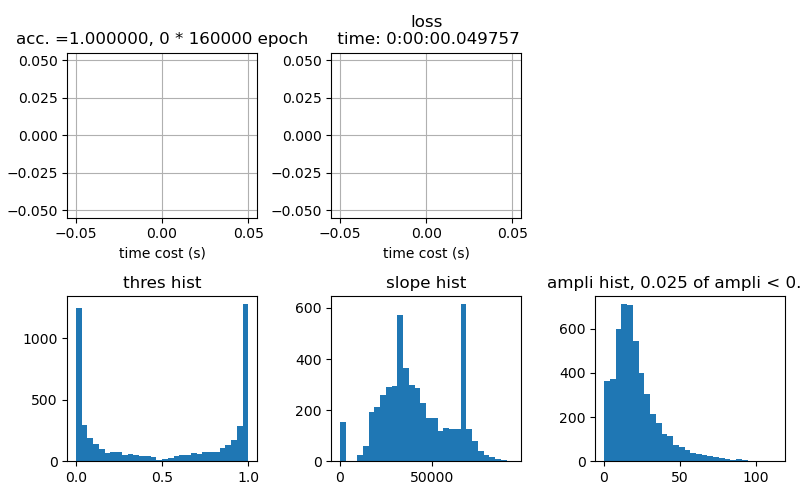 acc. =1.000000, 0 * 160000 epoch
0.050
0.025
0.000
−0.025
−0.050
−0.05 0.00 0.05
time cost (s)
loss
time: 0:00:00.049757
0.050
0.025
0.000
−0.025
−0.050
−0.05 0.00 0.05
time cost (s)
thres hist
1000
500
0
0.0 0.5 1.0
slope hist
600
400
200
0
0 50000
ampli hist, 0.025 of ampli < 0.
600
400
200
0
0 50 100